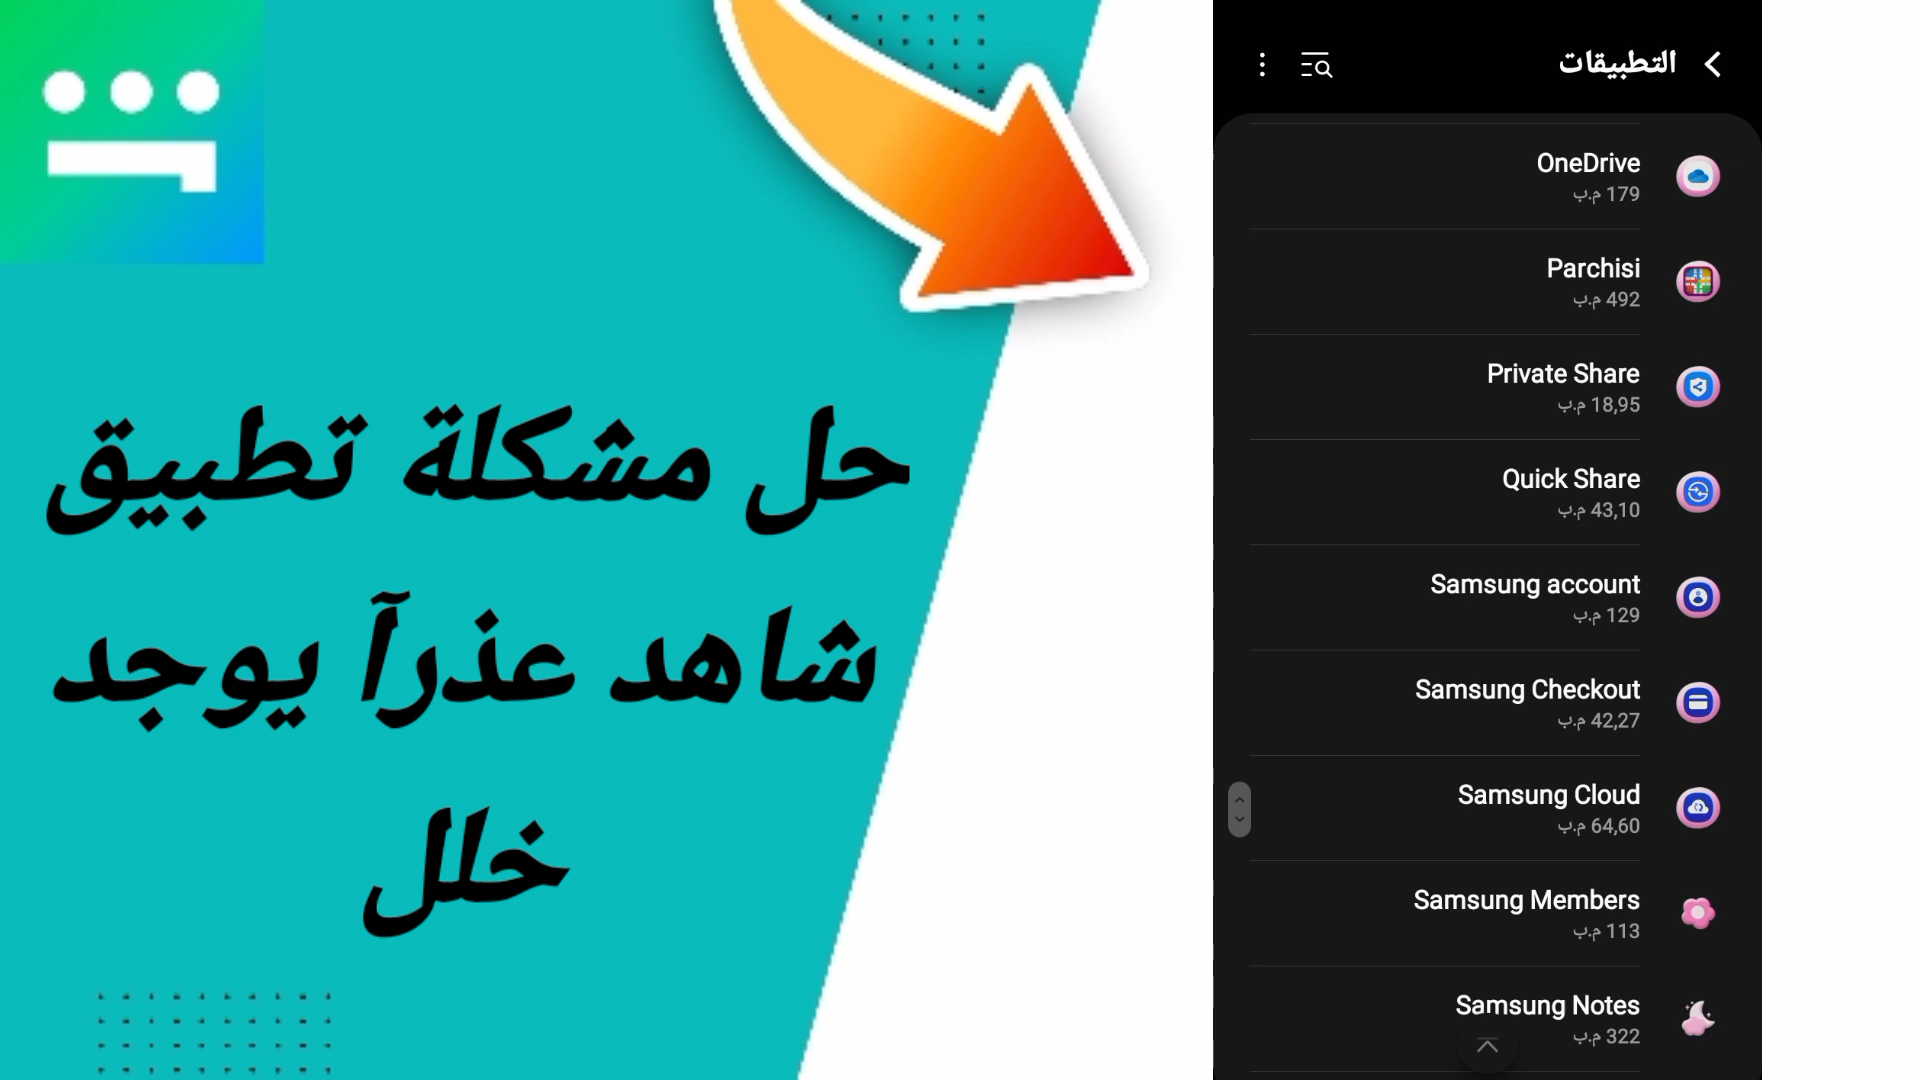 حل مشكلة تطبيق
شاهد عذرآ يوجد
خلل
التطبيقات
OneDrive
179 م.ب
Parchisi
492 م.ب
Private Share
18,95 م.ب
Quick Share
43,10 م.ب
Samsung account
129 م.ب
Samsung Checkout
42,27 م.ب
Samsung Cloud
64,60 م.ب
Samsung Members
113 م.ب
Samsung Notes
322 م.ب